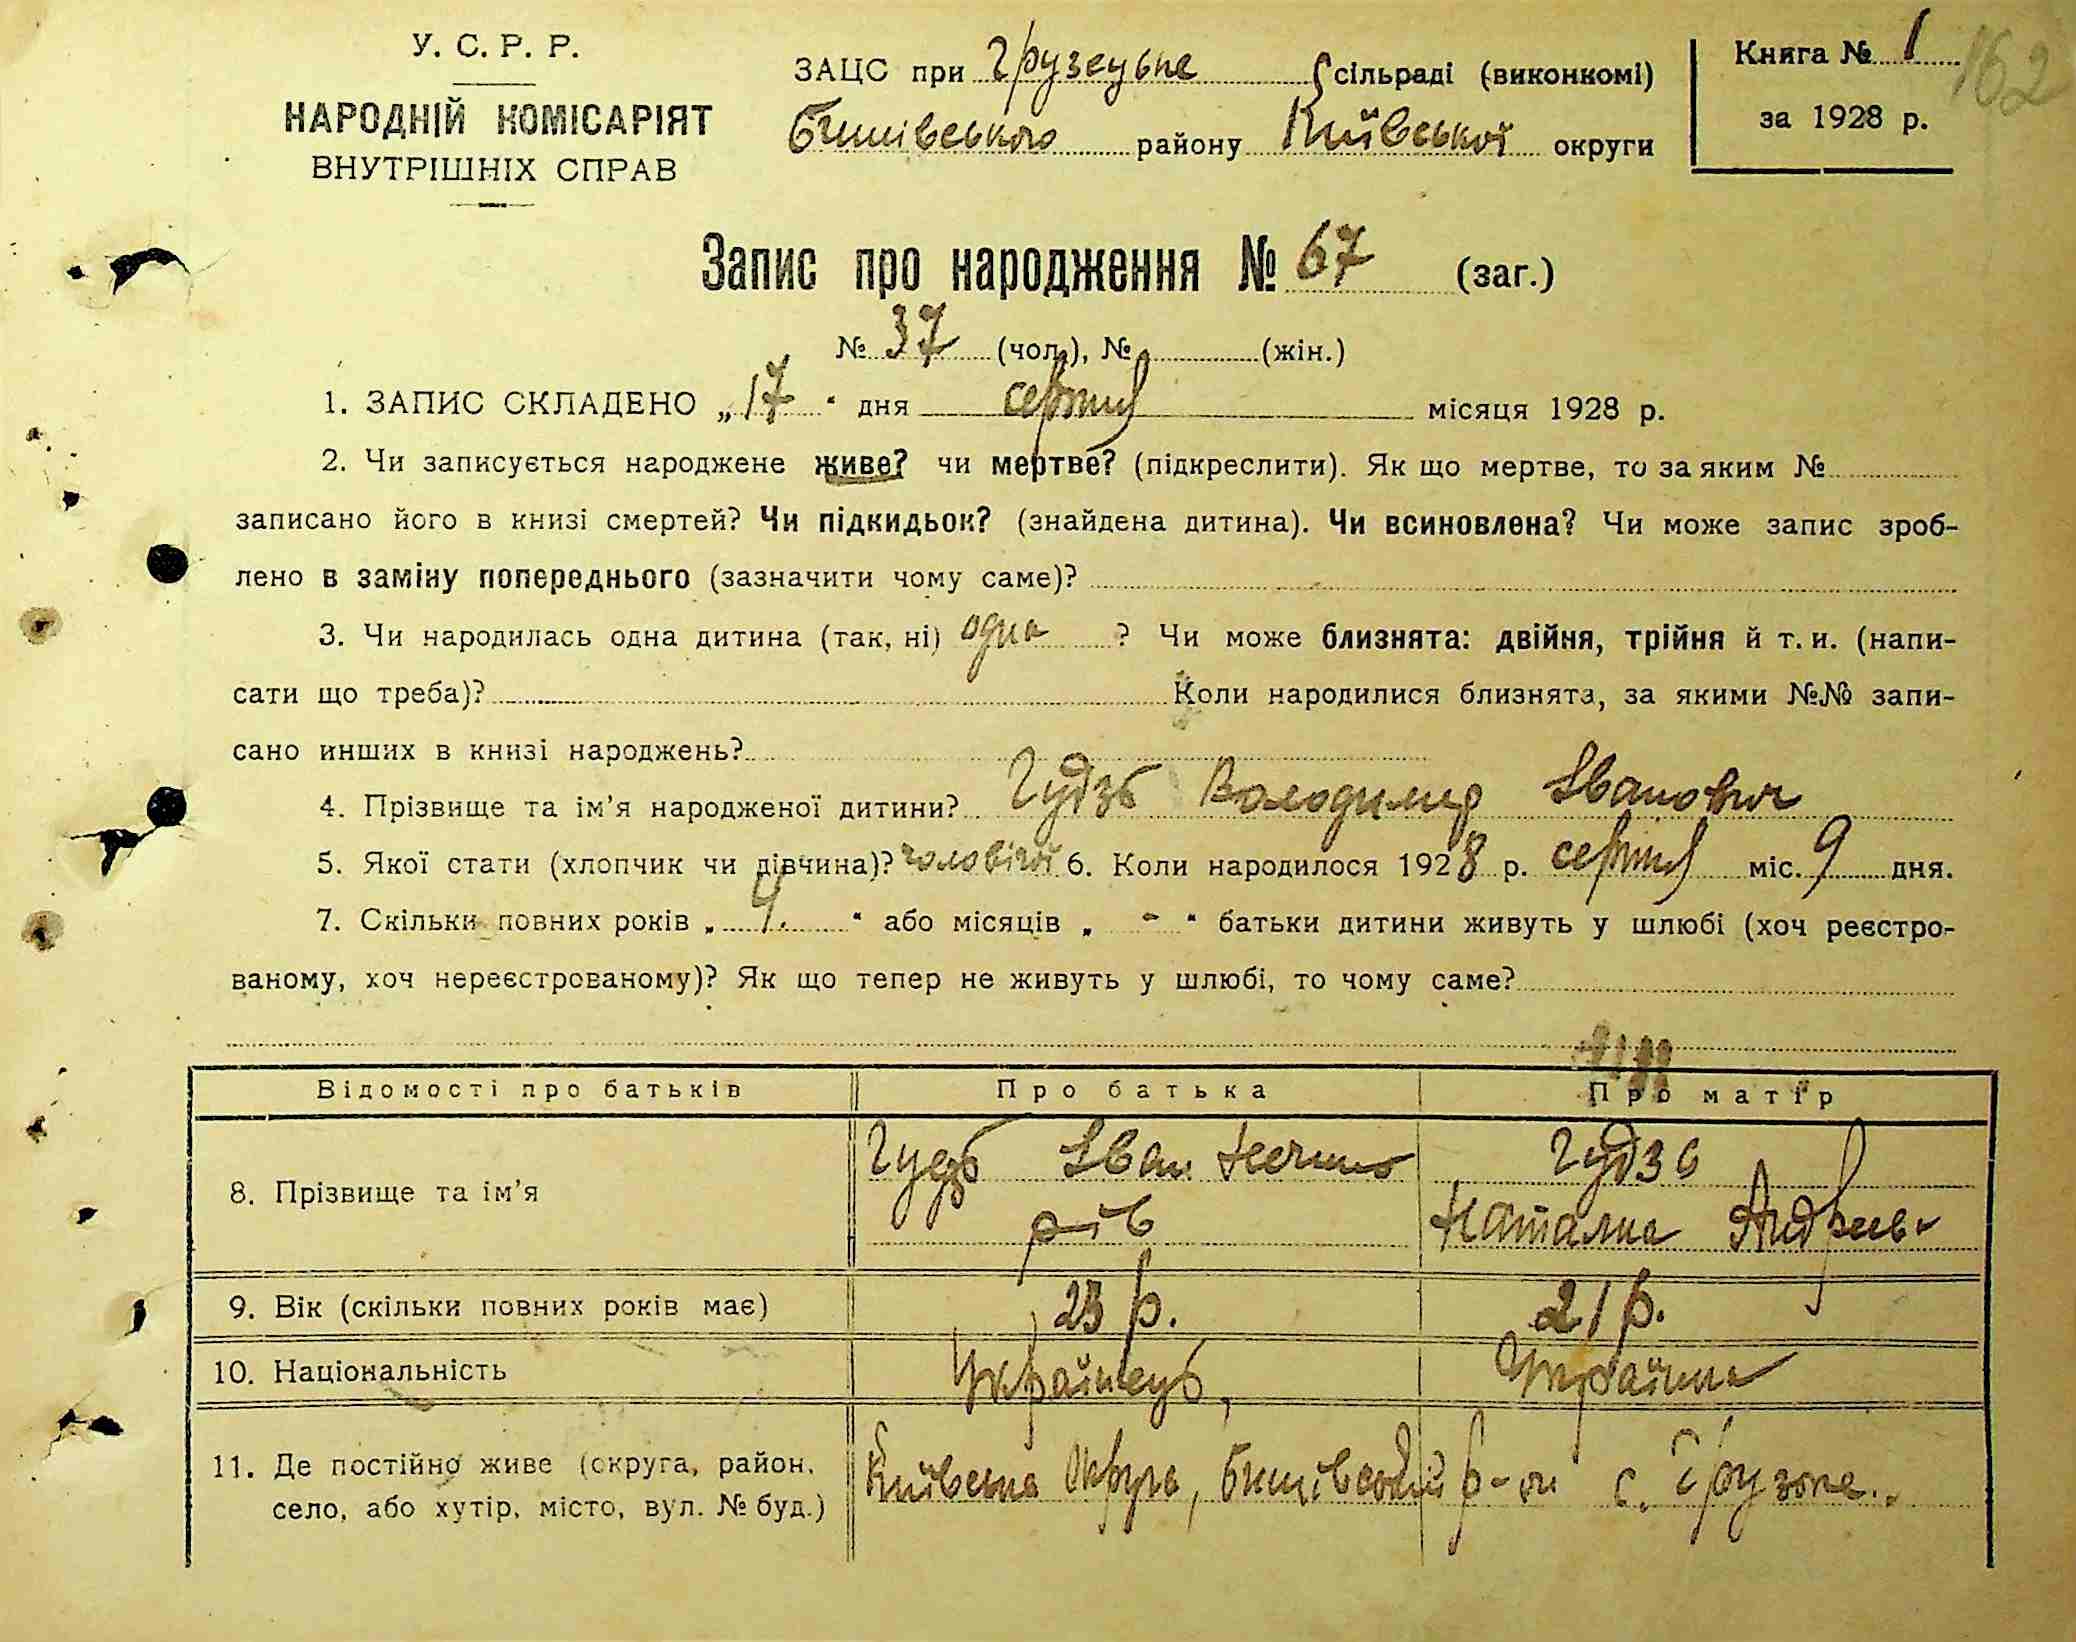 У. С. Р. Р.
НАРОДНІЙ КОМІСАРІЯТ
ВНУТРІШНІХ СПРАВ
ЗАЦС при Грузецьке сільраді (виконкомі)
Бишівського району Київської округи
Книга № 1
за 1928 р.
162
Запис про народження № 67 (заг.)
№ 37 (чол.), № (жін.)
1. ЗАПИС СКЛАДЕНО „17“ дня серпня місяця 1928 р.
2. Чи записується народжене живе? чи мертве? (підкреслити). Як що мертве, то за яким №
записано його в книзі смертей? Чи підкидьок? (знайдена дитина). Чи всиновлена? Чи може запис зроб-
лено в заміну попереднього (зазначити чому саме)?
3. Чи народилась одна дитина (так, ні) одна ? Чи може близнята: двійня, трійня й т. и. (напи-
сати що треба)? Коли народилися близнята, за якими №№ запи-
сано инших в книзі народжень?
4. Прізвище та ім'я народженої дитини? Гудзь Володимир Іванович
5. Якої стати (хлопчик чи дівчина)? чоловічої 6. Коли народилося 1928 р. серпня міс. 9 дня.
7. Скільки повних років „ 4. “ або місяців „ - “ батьки дитини живуть у шлюбі (хоч реєстро-
ваному, хоч нереєстрованому)? Як що тепер не живуть у шлюбі, то чому саме?
Відомості про батьків Про батька Про матір
8. Прізвище та ім'я Гудзь Іван Гудзь
Наталка
9. Вік (скільки повних років має) 23 р. 21 р.
10. Національність Українець Українка
11. Де постійно живе (округа, район, село, або хутір, місто, вул. № буд.) Київська Округа, Бишівський р-н с. Грузьке.